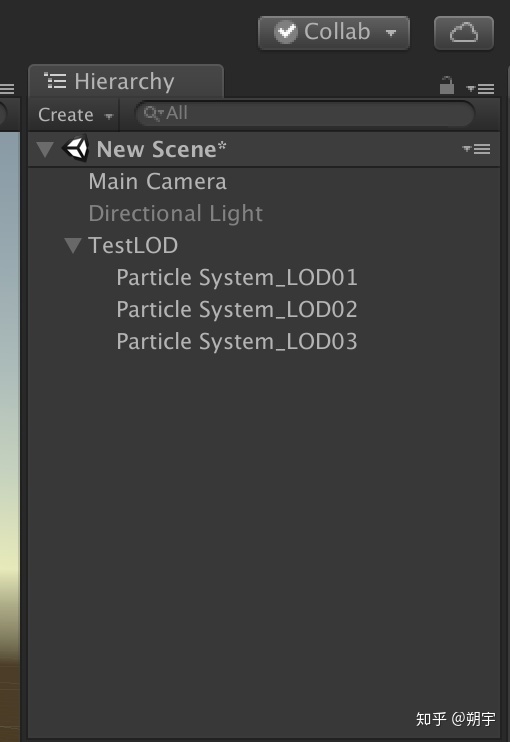 Collab
Hierarchy
Create All
New Scene*
Main Camera
Directional Light
TestLOD
Particle System_LOD01
Particle System_LOD02
Particle System_LOD03
知乎 @朔宇